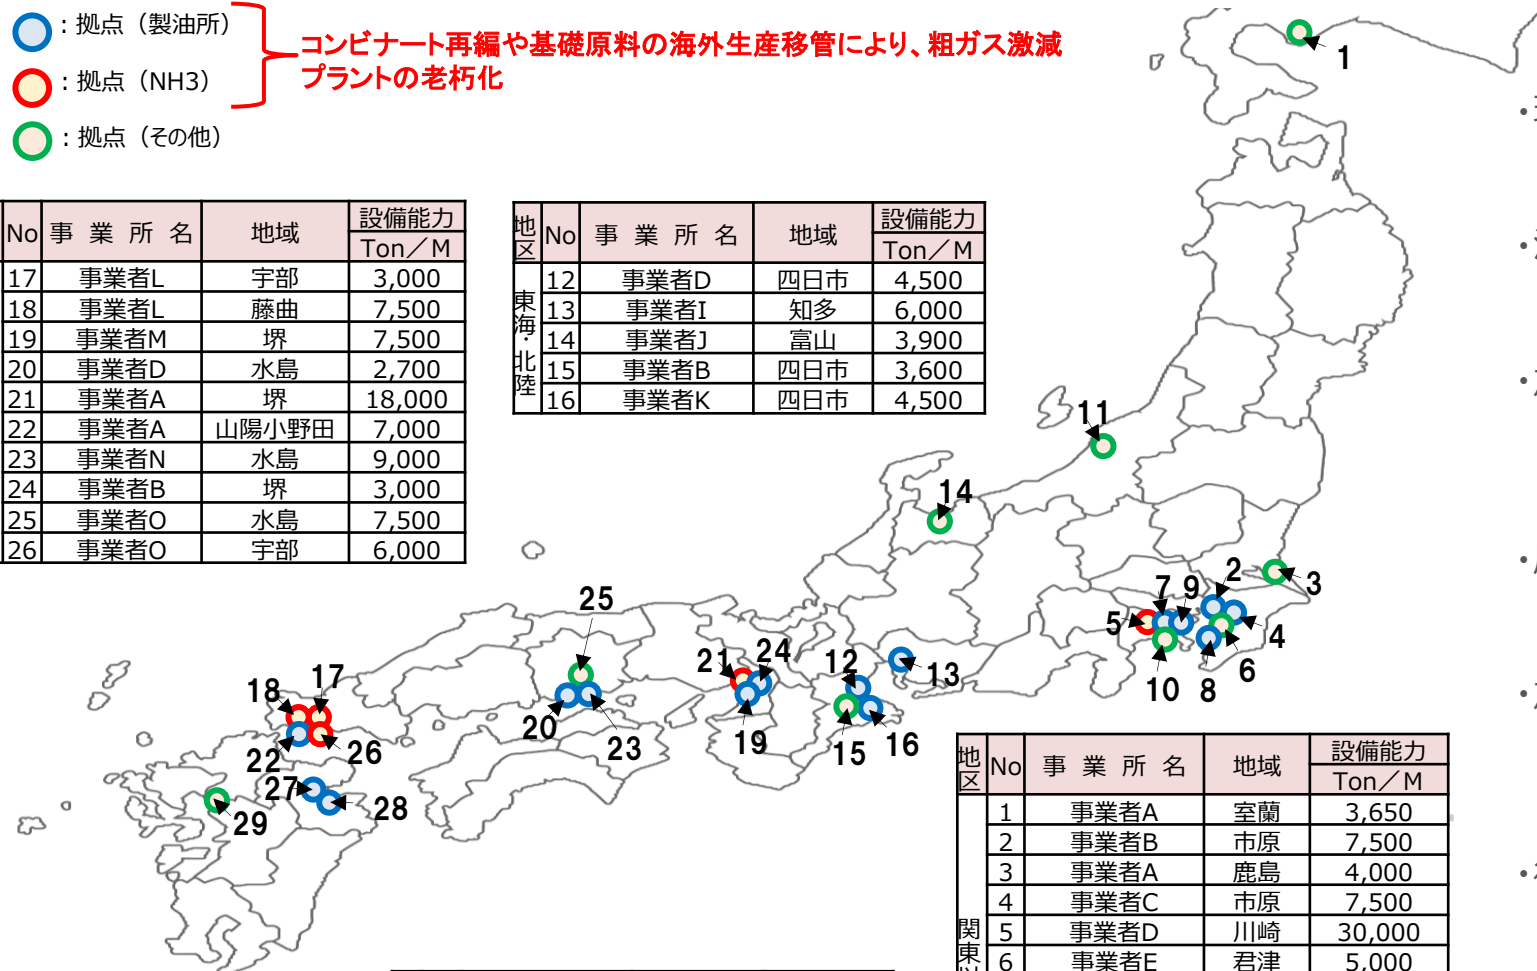 ：拠点（製油所）
：拠点（NH3）
：拠点（その他）
コンビナート再編や基礎原料の海外生産移管により、粗ガス激減
プラントの老朽化
No 事業所名 地域 設備能力
Ton／M
17 事業者L 宇部 3,000
18 事業者L 藤曲 7,500
19 事業者M 堺 7,500
20 事業者D 水島 2,700
21 事業者A 堺 18,000
22 事業者A 山陽小野田 7,000
23 事業者N 水島 9,000
24 事業者B 堺 3,000
25 事業者O 水島 7,500
26 事業者O 宇部 6,000
地区 No 事業所名 地域 設備能力
Ton／M
東海・北陸
12 事業者D 四日市 4,500
13 事業者I 知多 6,000
14 事業者J 富山 3,900
15 事業者B 四日市 3,600
16 事業者K 四日市 4,500
1
11
14
2
3
7 9
5
4
6
10 8
25
21 24
12
13
18 17
20
23
19
15 16
22
26
27
28
29
地区 No 事業所名 地域 設備能力
Ton／M
関東
1 事業者A 室蘭 3,650
2 事業者B 市原 7,500
3 事業者A 鹿島 4,000
4 事業者C 市原 7,500
5 事業者D 川崎 30,000
6 事業者E 君津 5,000